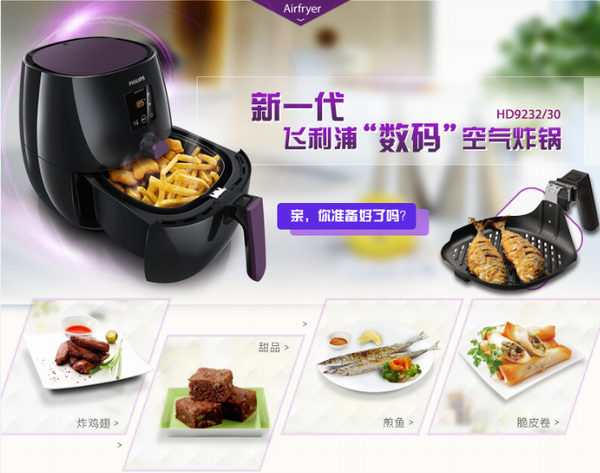 Airfryer
PHILIPS
185
新一代
HD9232/30
飞利浦“数码”空气炸锅
亲，你准备好了吗？
>
甜品 >
炸鸡翅 >
煎鱼 >
脆皮卷 >
>